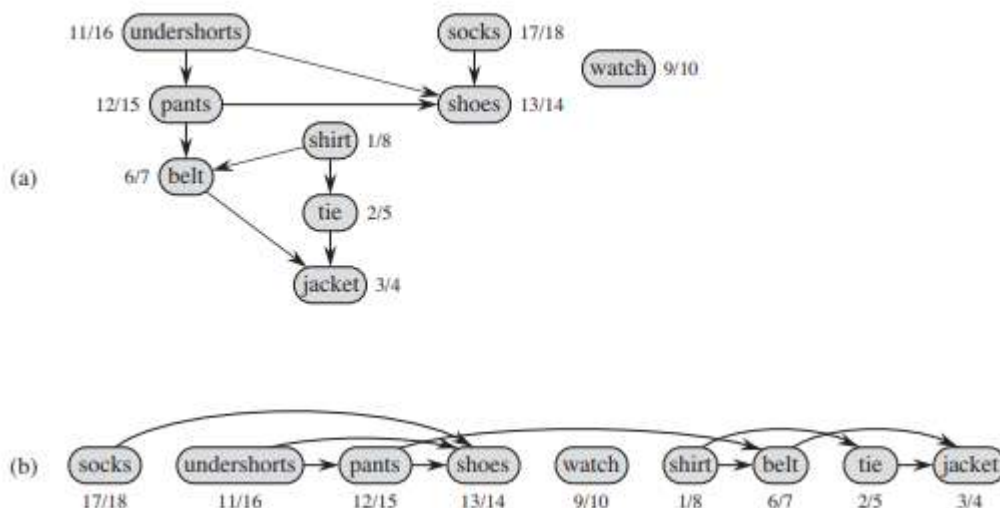 11/16 undershorts socks 17/18
watch 9/10
12/15 pants shoes 13/14
shirt 1/8
(a) 6/7 belt
tie 2/5
jacket 3/4
(b) socks undershorts pants shoes watch shirt belt tie jacket
17/18 11/16 12/15 13/14 9/10 1/8 6/7 2/5 3/4